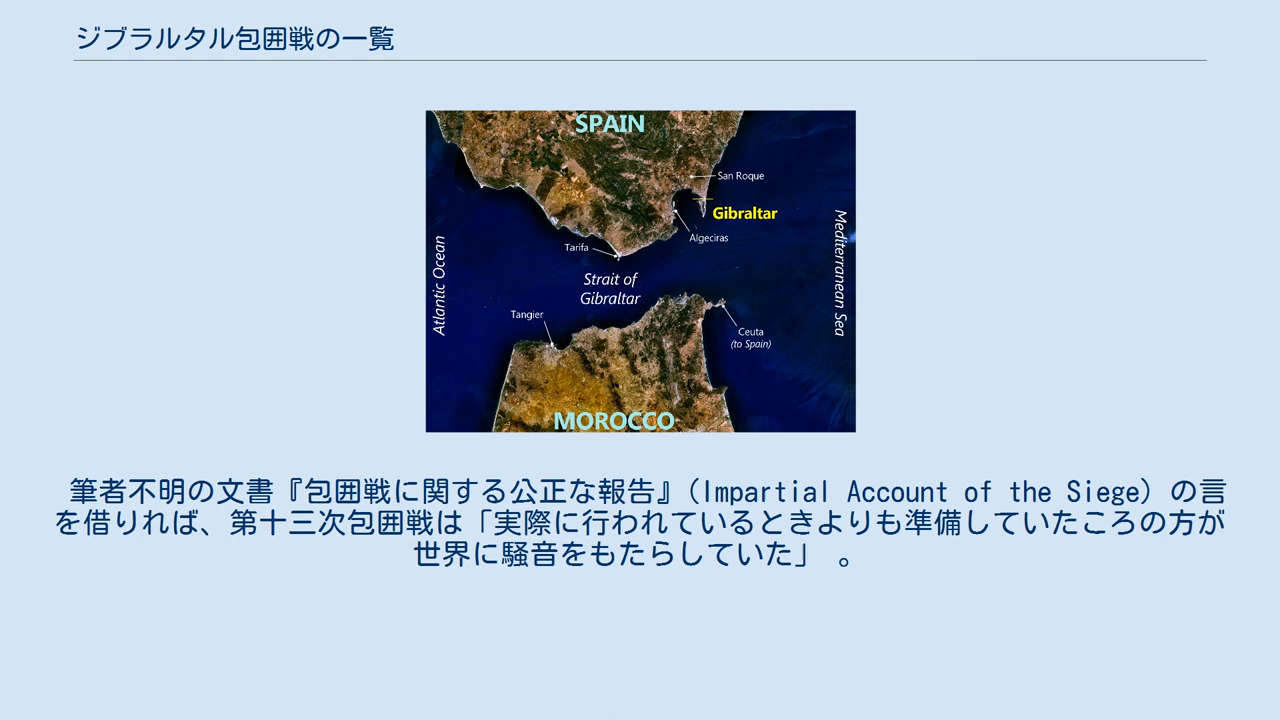 ジブラルタル包囲戦の一覧
SPAIN
San Roque
Gibraltar
Algeciras
Tarifa
Strait of
Gibraltar
Atlantic Ocean
Mediterranean Sea
Tangier
Ceuta
(to Spain)
MOROCCO
筆者不明の文書『包囲戦に関する公正な報告』(Impartial Account of the Siege) の言
を借りれば、第十三次包囲戦は「実際に行われているときよりも準備していたころの方が
世界に騒音をもたらしていた」 。